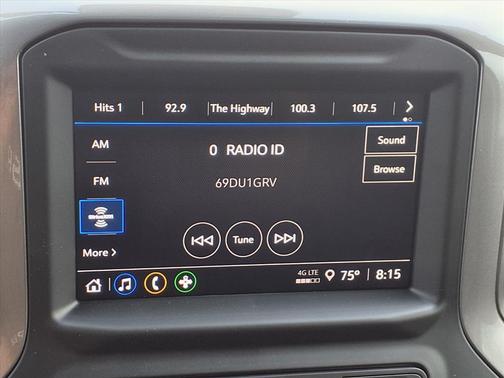 Hits 1 92.9 The Highway 100.3 107.5 >
AM
0 RADIO ID
Sound
FM
69DU1GRV
Browse
SiriusXM
Tune
More >
4G LTE 75° 8:15